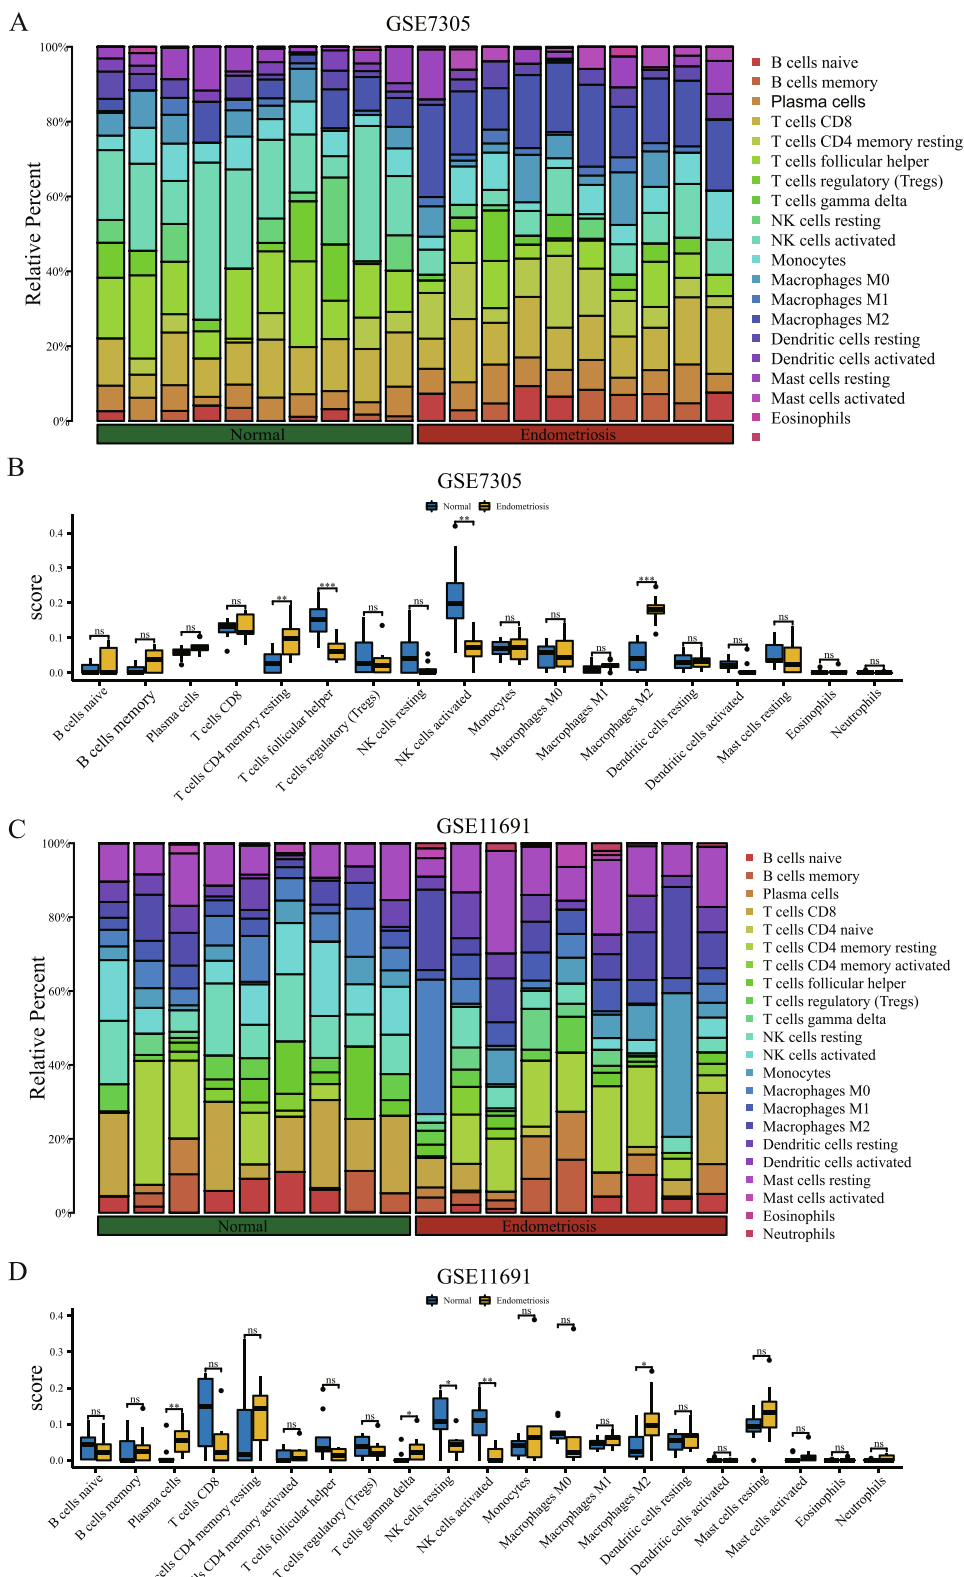 A
GSE7305
Relative Percent
100%
80%
60%
40%
20%
0%
Normal
Endometriosis
B cells naive
B cells memory
Plasma cells
T cells CD8
T cells CD4 memory resting
T cells follicular helper
T cells regulatory (Tregs)
T cells gamma delta
NK cells resting
NK cells activated
Monocytes
Macrophages M0
Macrophages M1
Macrophages M2
Dendritic cells resting
Dendritic cells activated
Mast cells resting
Mast cells activated
Eosinophils
B
GSE7305
Normal Endometriosis
score
0.4
0.3
0.2
0.1
0.0
ns ns ns ns ** *** ns ns ** ns ns ns *** ns ns ns ns ns
B cells naive
B cells memory
Plasma cells
T cells CD8
T cells CD4 memory resting
T cells follicular helper
T cells regulatory (Tregs)
NK cells resting
NK cells activated
Monocytes
Macrophages M0
Macrophages M1
Macrophages M2
Dendritic cells resting
Dendritic cells activated
Mast cells resting
Eosinophils
Neutrophils
C
GSE11691
Relative Percent
100%
80%
60%
40%
20%
0%
Normal
Endometriosis
B cells naive
B cells memory
Plasma cells
T cells CD8
T cells CD4 naive
T cells CD4 memory resting
T cells CD4 memory activated
T cells follicular helper
T cells regulatory (Tregs)
T cells gamma delta
NK cells resting
NK cells activated
Monocytes
Macrophages M0
Macrophages M1
Macrophages M2
Dendritic cells resting
Dendritic cells activated
Mast cells resting
Mast cells activated
Eosinophils
Neutrophils
D
GSE11691
Normal Endometriosis
score
0.4
0.3
0.2
0.1
0.0
ns ns ** ns ns ns ns ns * * ** ns ns ns * ns ns ns ns ns ns
B cells naive
B cells memory
Plasma cells
T cells CD8
cells CD4 memory resting
lls CD4 memory activated
T cells follicular helper
T cells regulatory (Tregs)
T cells gamma delta
NK cells resting
NK cells activated
Monocytes
Macrophages M0
Macrophages M1
Macrophages M2
Dendritic cells resting
Dendritic cells activated
Mast cells resting
Mast cells activated
Eosinophils
Neutrophils